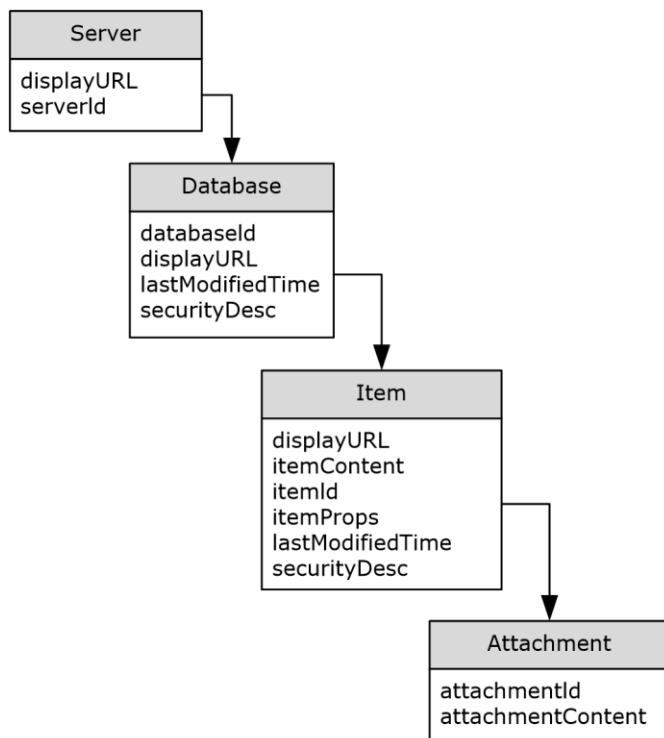 Server
displayURL
serverId
Database
databaseId
displayURL
lastModifiedTime
securityDesc
Item
displayURL
itemContent
itemId
itemProps
lastModifiedTime
securityDesc
Attachment
attachmentId
attachmentContent